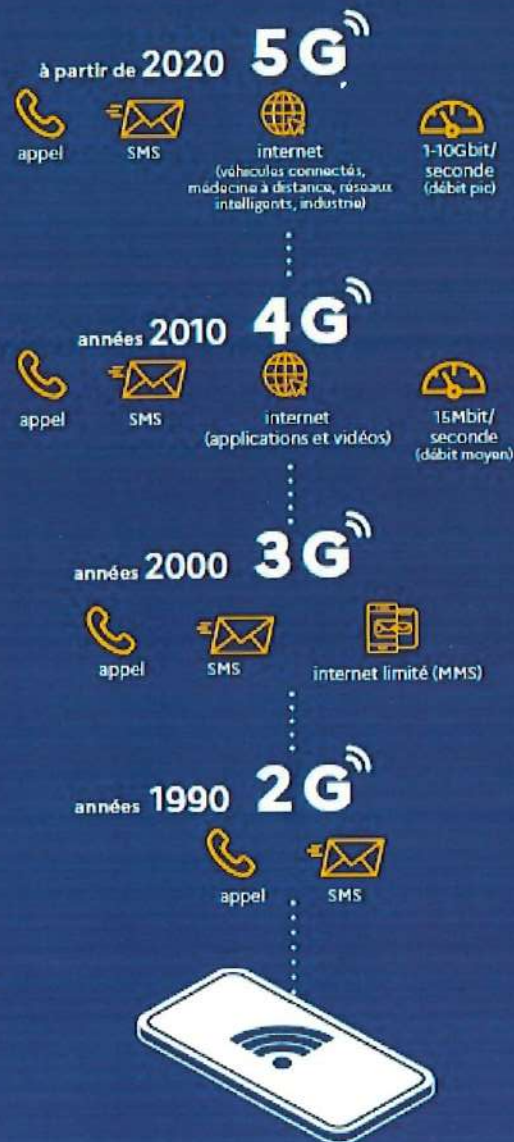 à partir de 2020 5G
appel
SMS
internet
(véhicules connectés,
médecine à distance, réseaux
intelligents, industrie)
1-10Gbit/
seconde
(débit pic)
années 2010 4G
appel
SMS
internet
(applications et vidéos)
15Mbit/
seconde
(débit moyen)
années 2000 3G
appel
SMS
internet limité (MMS)
années 1990 2G
appel
SMS